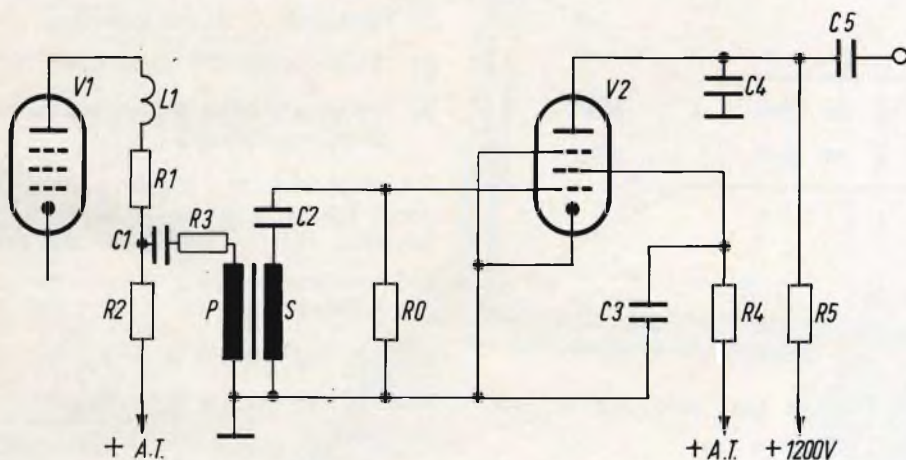 C5
V1
V2
C4
L1
R1
C2
C1
R3
R2
P
S
R0
C3
R4
R5
+ A.T.
+ A.T.
+ 1200V